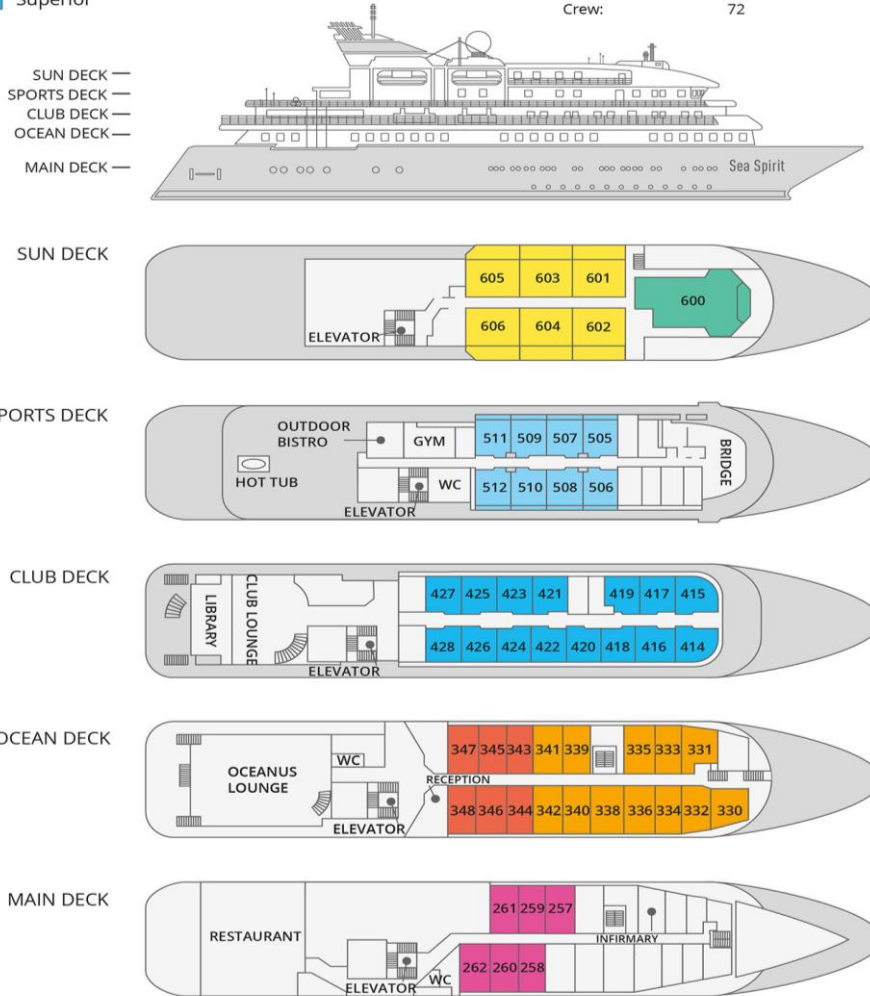 Superior
Crew: 72
SUN DECK
SPORTS DECK
CLUB DECK
OCEAN DECK
MAIN DECK
Sea Spirit
SUN DECK
605 603 601
600
606 604 602
ELEVATOR
PORTS DECK
OUTDOOR
BISTRO
GYM
511 509 507 505
BRIDGE
HOT TUB
WC
512 510 508 506
ELEVATOR
CLUB DECK
LIBRARY
CLUB LOUNGE
427 425 423 421 419 417 415
428 426 424 422 420 418 416 414
ELEVATOR
OCEAN DECK
347 345 343 341 339 335 333 331
WC
OCEANUS
LOUNGE
RECEPTION
348 346 344 342 340 338 336 334 332 330
ELEVATOR
MAIN DECK
261 259 257
RESTAURANT
INFIRMARY
262 260 258
WC
ELEVATOR